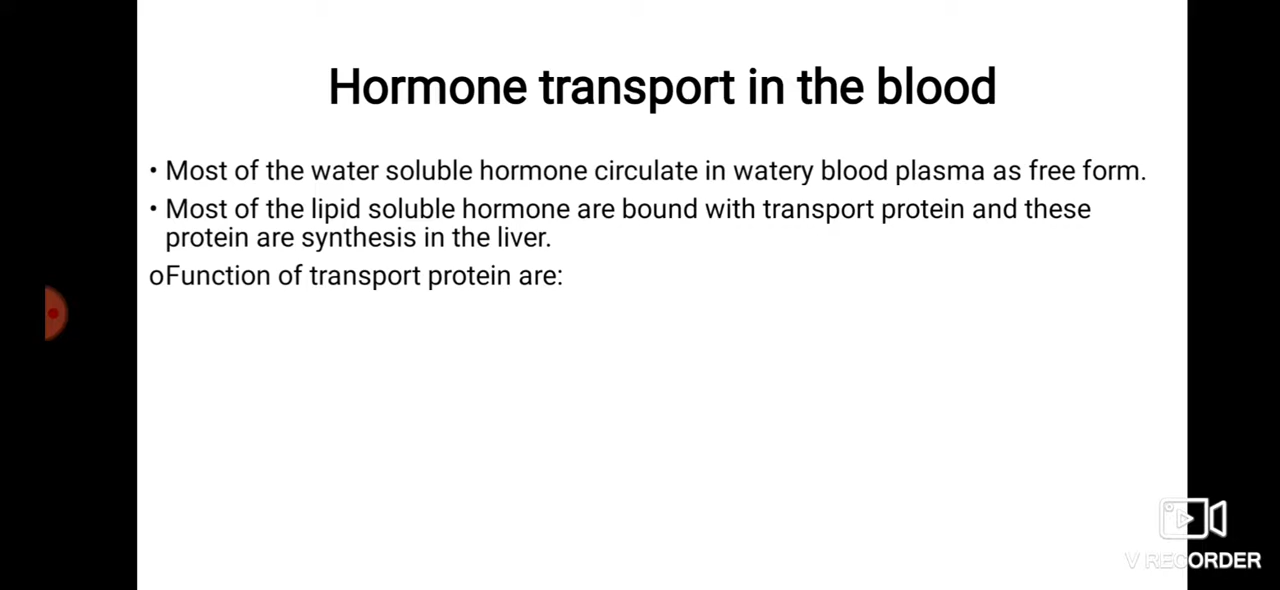 Hormone transport in the blood
• Most of the water soluble hormone circulate in watery blood plasma as free form.
• Most of the lipid soluble hormone are bound with transport protein and these
protein are synthesis in the liver.
oFunction of transport protein are:
V RECORDER